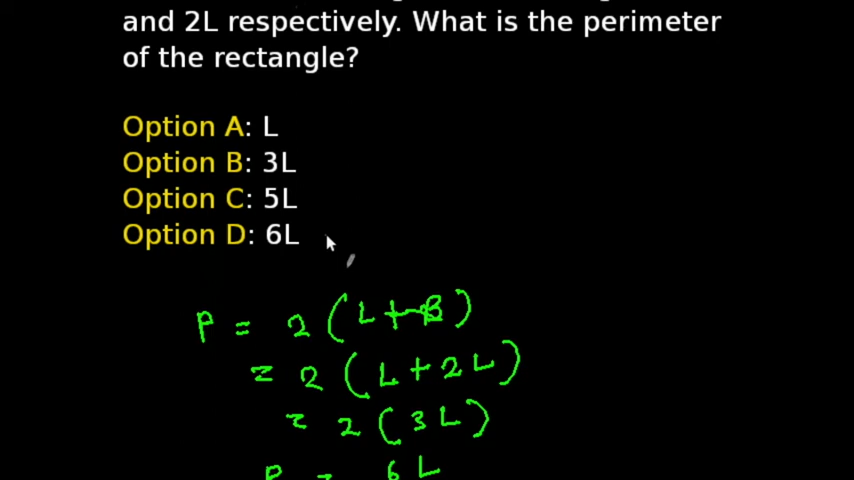 and 2L respectively. What is the perimeter
of the rectangle?
Option A: L
Option B: 3L
Option C: 5L
Option D: 6L
P = 2 (L+B)
= 2 (L+2L)
= 2 (3L)
P = 6L